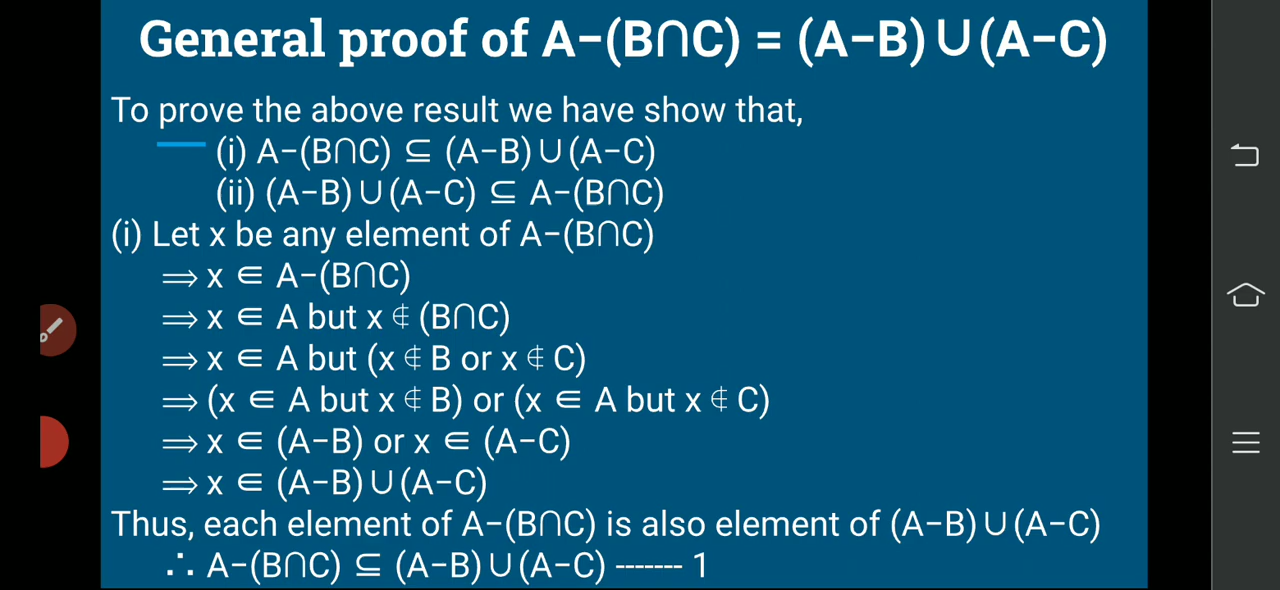 General proof of A−(B∩C) = (A−B)∪(A−C)
To prove the above result we have show that,
(i) A−(B∩C) ⊆ (A−B)∪(A−C)
(ii) (A−B)∪(A−C) ⊆ A−(B∩C)
(i) Let x be any element of A−(B∩C)
⟹ x ∈ A−(B∩C)
⟹ x ∈ A but x ∉ (B∩C)
⟹ x ∈ A but (x ∉ B or x ∉ C)
⟹ (x ∈ A but x ∉ B) or (x ∈ A but x ∉ C)
⟹ x ∈ (A−B) or x ∈ (A−C)
⟹ x ∈ (A−B)∪(A−C)
Thus, each element of A−(B∩C) is also element of (A−B)∪(A−C)
∴ A−(B∩C) ⊆ (A−B)∪(A−C) ------- 1